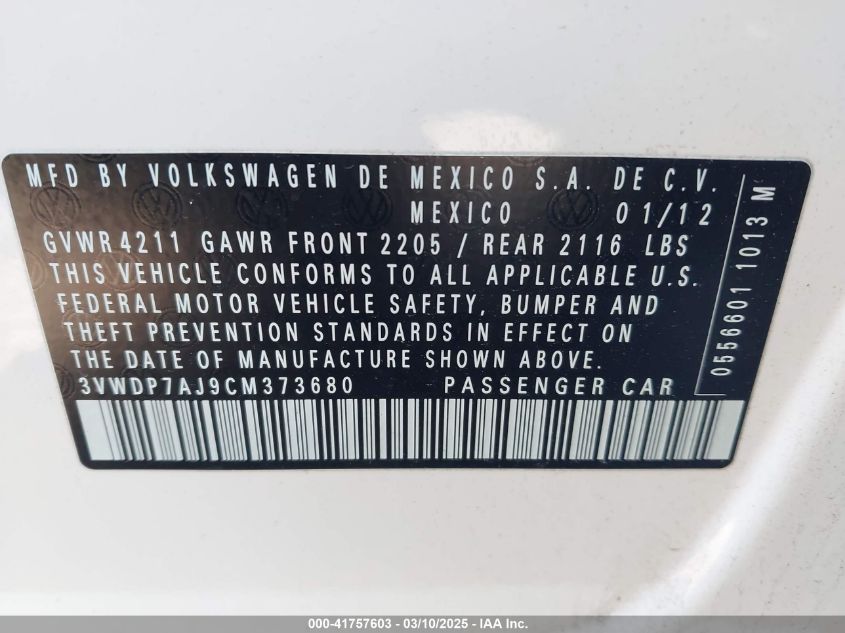 MFD BY VOLKSWAGEN DE MEXICO S.A. DE C.V.
MEXICO 01/12
GVWR 4211 GAWR FRONT 2205 / REAR 2116 LBS
THIS VEHICLE CONFORMS TO ALL APPLICABLE U.S.
FEDERAL MOTOR VEHICLE SAFETY, BUMPER AND
THEFT PREVENTION STANDARDS IN EFFECT ON
THE DATE OF MANUFACTURE SHOWN ABOVE.
3VWDP7AJ9CM373680 PASSENGER CAR
0556601 1013 M
000-41757603 - 03/10/2025 - IAA Inc.